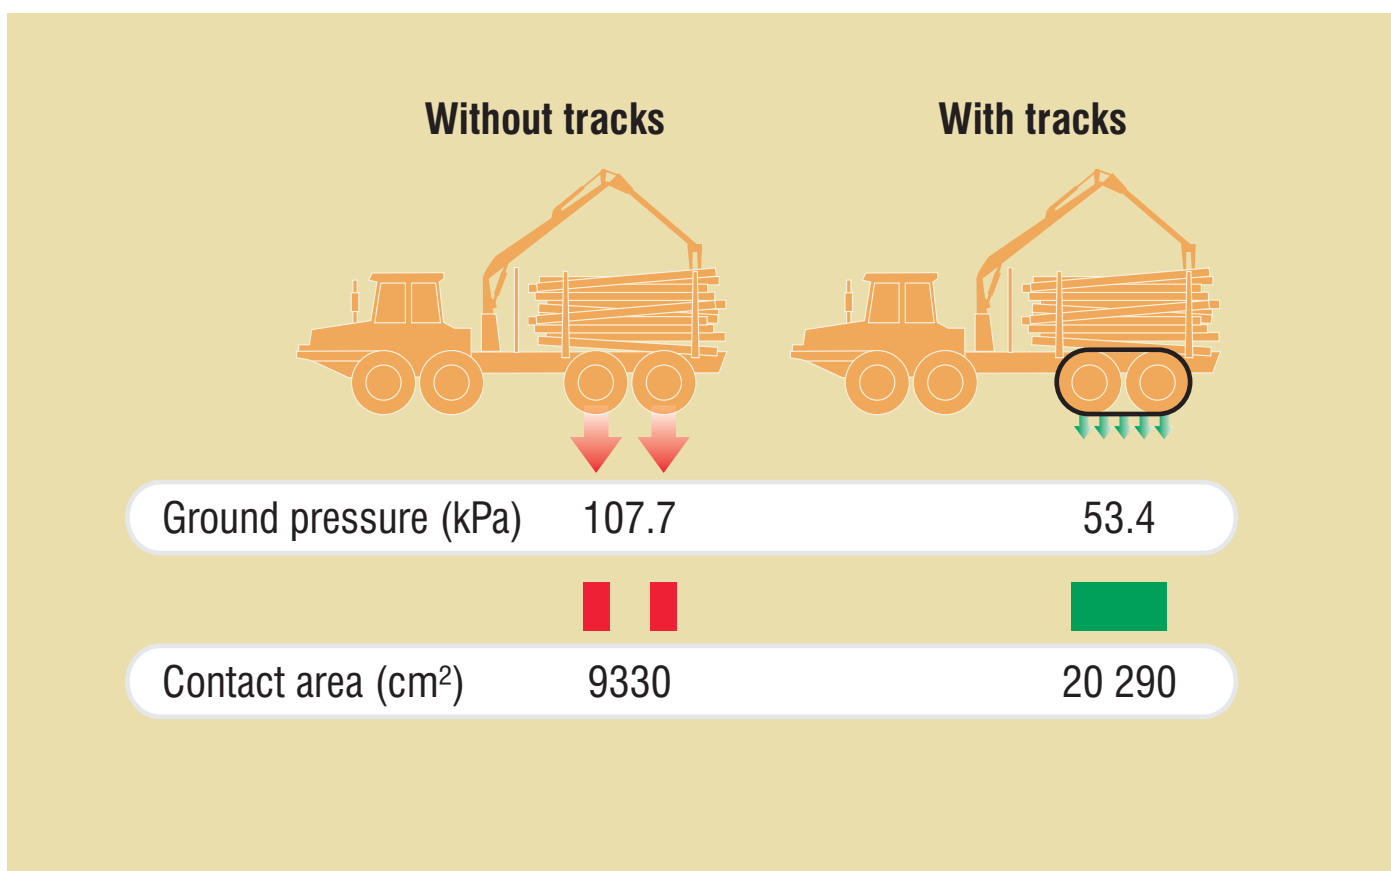 Without tracks With tracks
Ground pressure (kPa) 107.7 53.4
Contact area (cm²) 9330 20 290